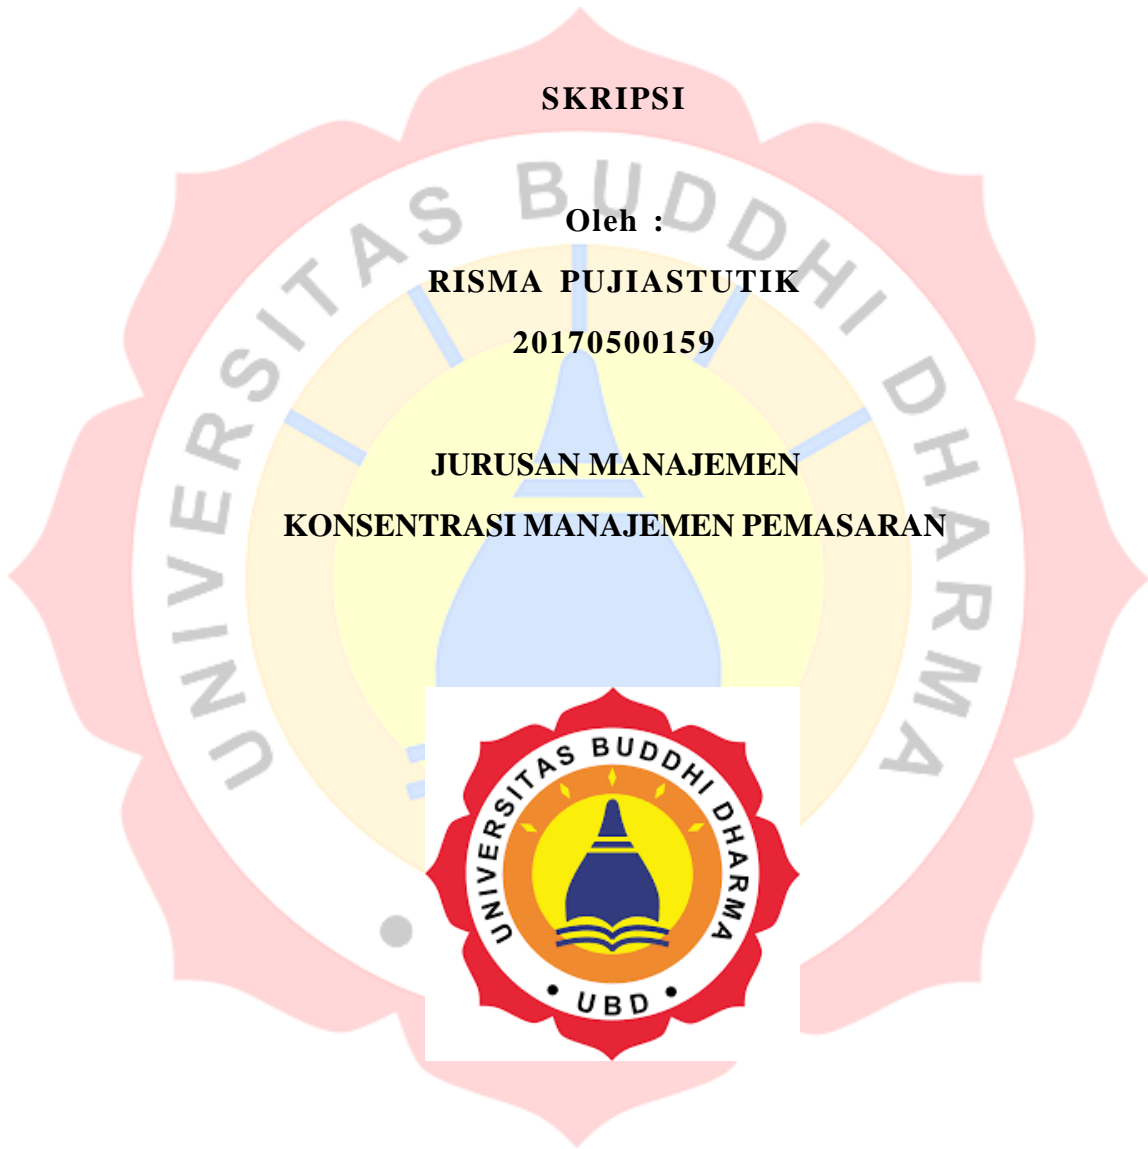 SKRIPSI
Oleh :
RISMA PUJIASTUTIK
20170500159
JURUSAN MANAJEMEN
KONSENTRASI MANAJEMEN PEMASARAN
UNIVERSITAS BUDDHI DHARMA
UNIVERSITAS BUDDHI DHARMA
• UBD •